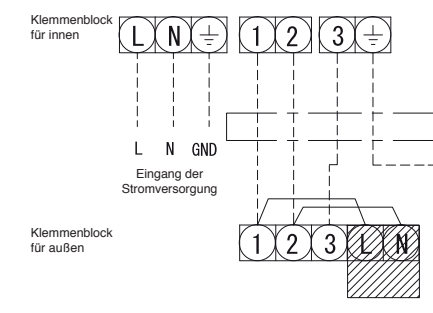 Klemmenblock
für innen
L N 1 2 3
L N GND
Eingang der
Stromversorgung
Klemmenblock
für außen
1 2 3 L N